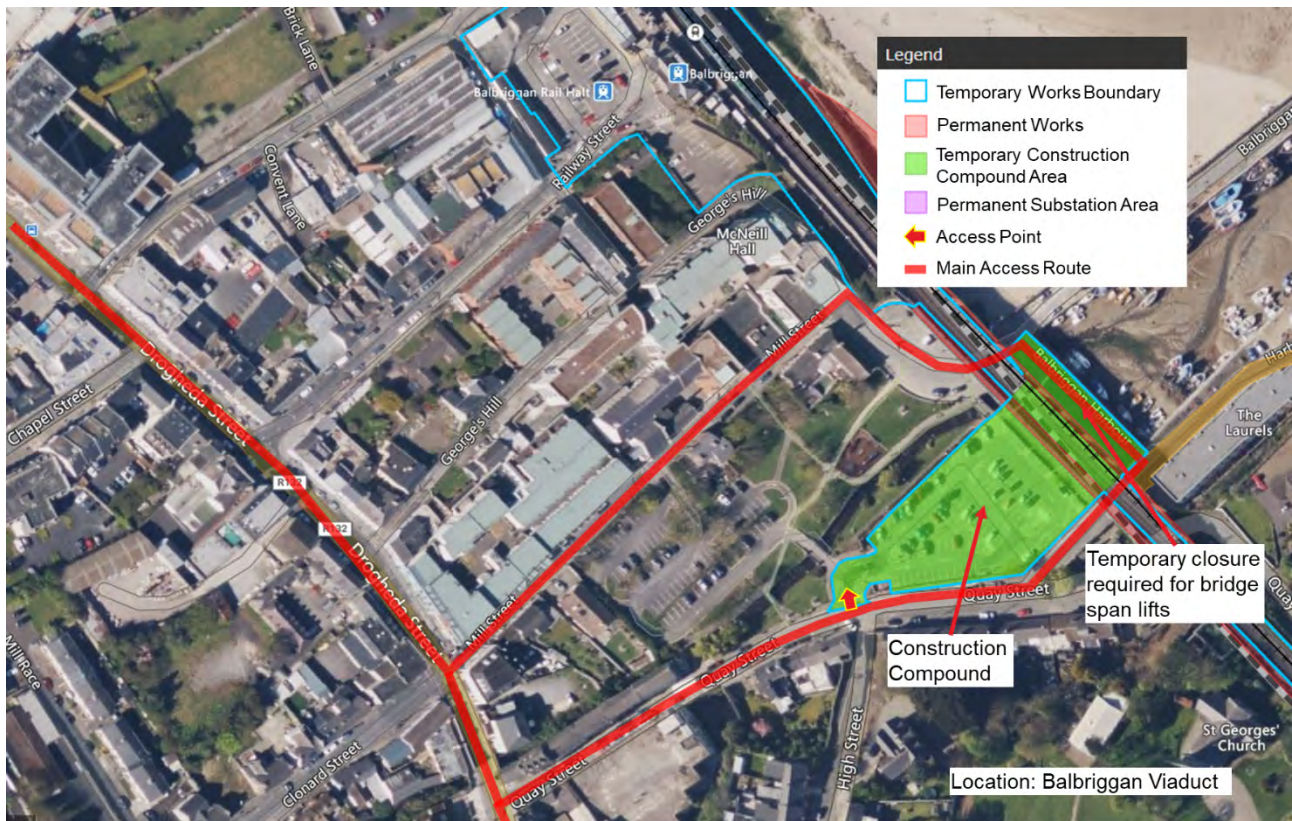 Brick Lane
Balbriggan Rail Halt
Balbriggan
Legend
Temporary Works Boundary
Permanent Works
Temporary Construction
Compound Area
Permanent Substation Area
Access Point
Main Access Route
Balbriggan
Convent Lane
Railway Street
George's Hill
McNeill
Hall
Mill Street
Balbriggan Harbour
Harb
The
Laurels
Chapel Street
Drogheda Street
George's Hill
R132
R132
Drogheda Street
Mill Street
Mill Race
Clonard Street
Quay Street
Quay Street
Quay Street
High Street
Construction
Compound
Temporary closure
required for bridge
span lifts
Quay
St Georges'
Church
Location: Balbriggan Viaduct